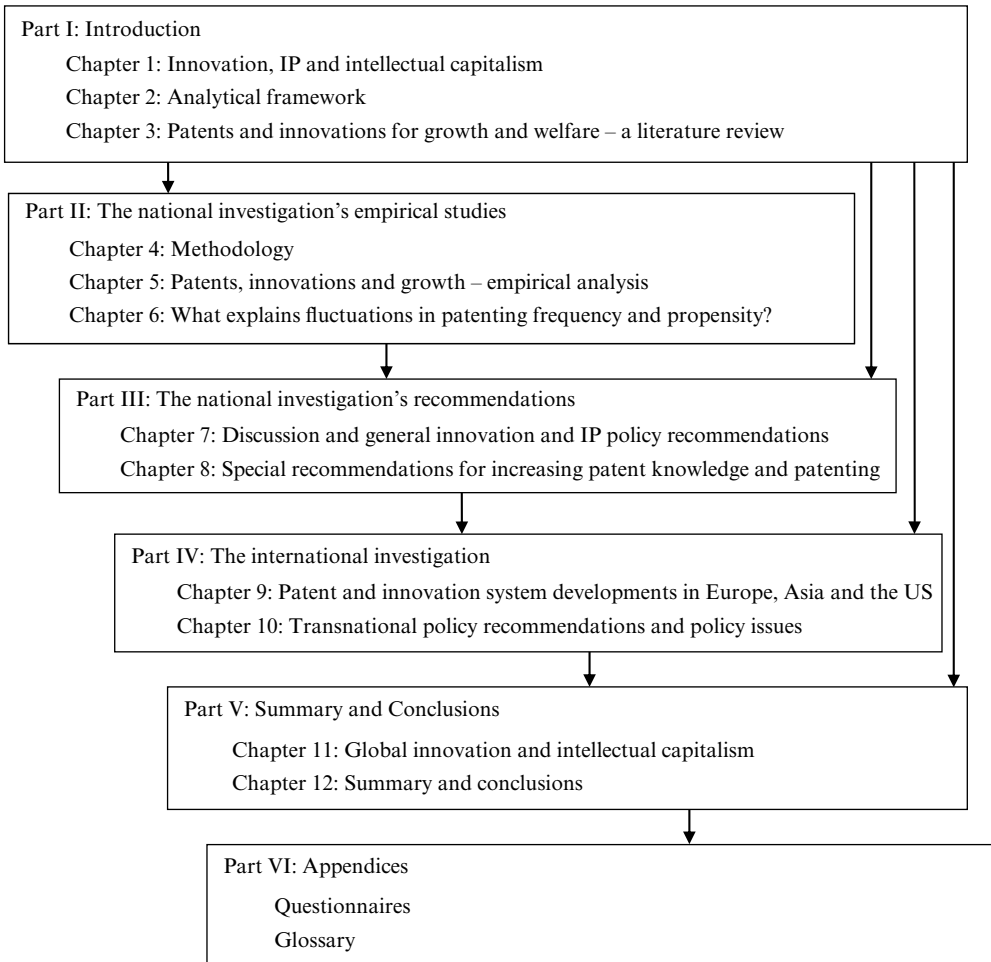 Part I: Introduction
Chapter 1: Innovation, IP and intellectual capitalism
Chapter 2: Analytical framework
Chapter 3: Patents and innovations for growth and welfare – a literature review
Part II: The national investigation's empirical studies
Chapter 4: Methodology
Chapter 5: Patents, innovations and growth – empirical analysis
Chapter 6: What explains fluctuations in patenting frequency and propensity?
Part III: The national investigation's recommendations
Chapter 7: Discussion and general innovation and IP policy recommendations
Chapter 8: Special recommendations for increasing patent knowledge and patenting
Part IV: The international investigation
Chapter 9: Patent and innovation system developments in Europe, Asia and the US
Chapter 10: Transnational policy recommendations and policy issues
Part V: Summary and Conclusions
Chapter 11: Global innovation and intellectual capitalism
Chapter 12: Summary and conclusions
Part VI: Appendices
Questionnaires
Glossary